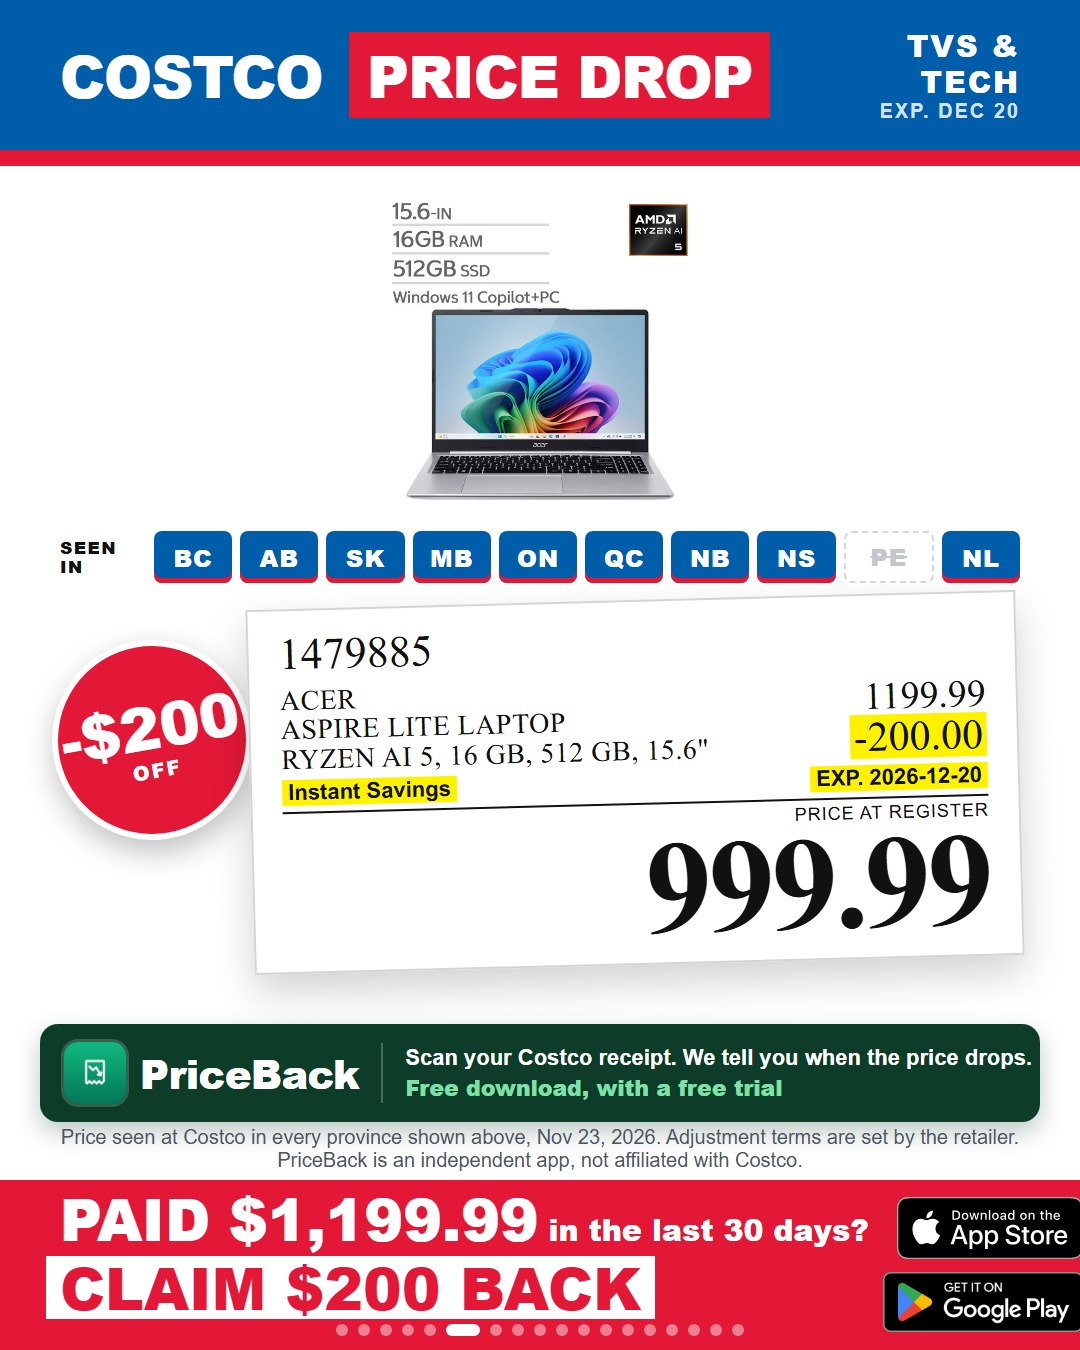 COSTCO PRICE DROP
TVS &
TECH
EXP. DEC 20
15.6-IN
16GB RAM
512GB SSD
Windows 11 Copilot+PC
AMD
RYZEN AI
5
acer
SEEN
IN
BC AB SK MB ON QC NB NS PE NL
-$200
OFF
1479885
ACER
ASPIRE LITE LAPTOP
RYZEN AI 5, 16 GB, 512 GB, 15.6"
Instant Savings
1199.99
-200.00
EXP. 2026-12-20
PRICE AT REGISTER
999.99
PriceBack
Scan your Costco receipt. We tell you when the price drops.
Free download, with a free trial
Price seen at Costco in every province shown above, Nov 23, 2026. Adjustment terms are set by the retailer.
PriceBack is an independent app, not affiliated with Costco.
PAID $1,199.99 in the last 30 days?
CLAIM $200 BACK
Download on the
App Store
GET IT ON
Google Play